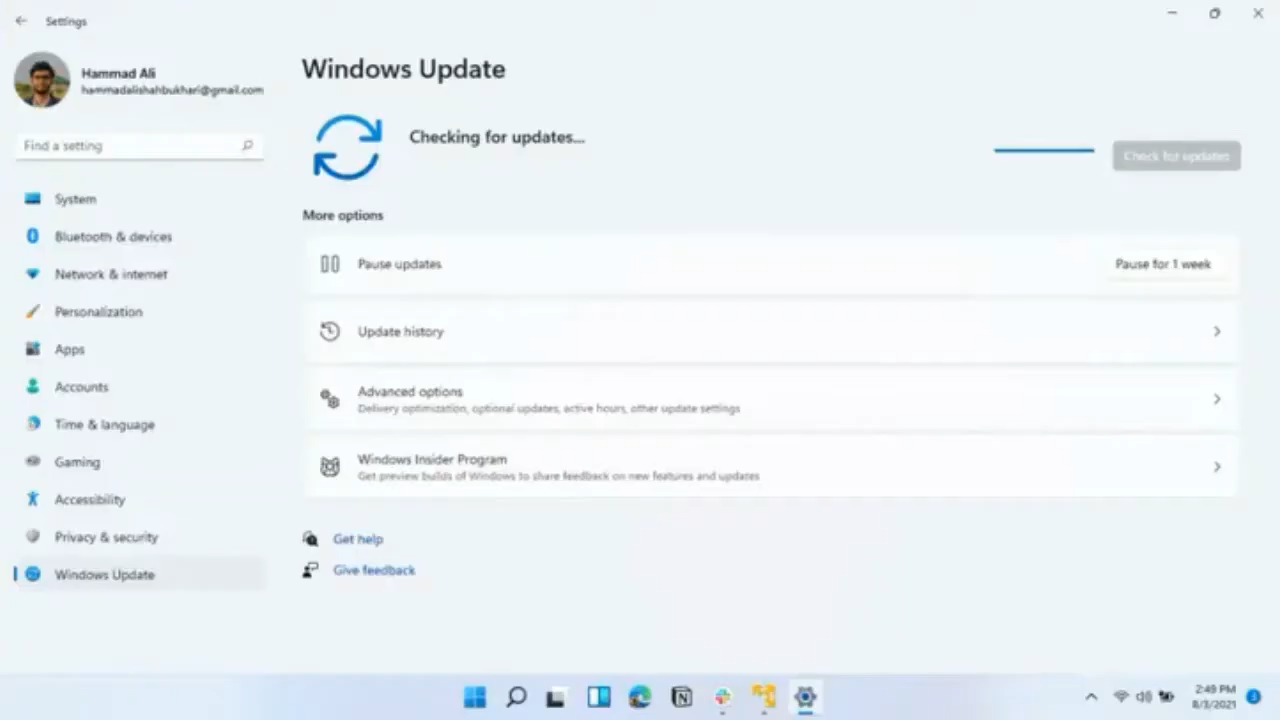 Settings
Hammad Ali
hammadalishahbukhari@gmail.com
Find a setting
System
Bluetooth & devices
Network & internet
Personalization
Apps
Accounts
Time & language
Gaming
Accessibility
Privacy & security
Windows Update
Windows Update
Checking for updates...
Check for updates
More options
Pause updates
Pause for 1 week
Update history
Advanced options
Delivery optimization, optional updates, active hours, other update settings
Windows Insider Program
Get preview builds of Windows to share feedback on new features and updates
Get help
Give feedback
2:49 PM
8/3/2021